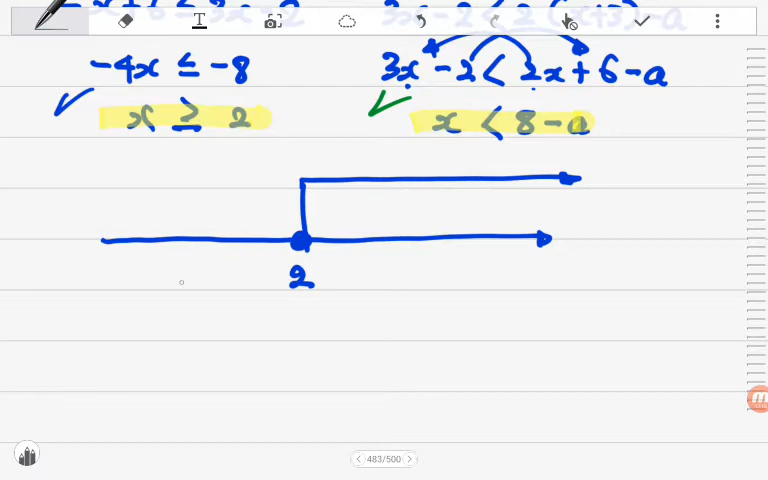 -4x ≤ -8
3x - 2 < 2x + 6 - a
x ≥ 2
x < 8 - a
2
483/500